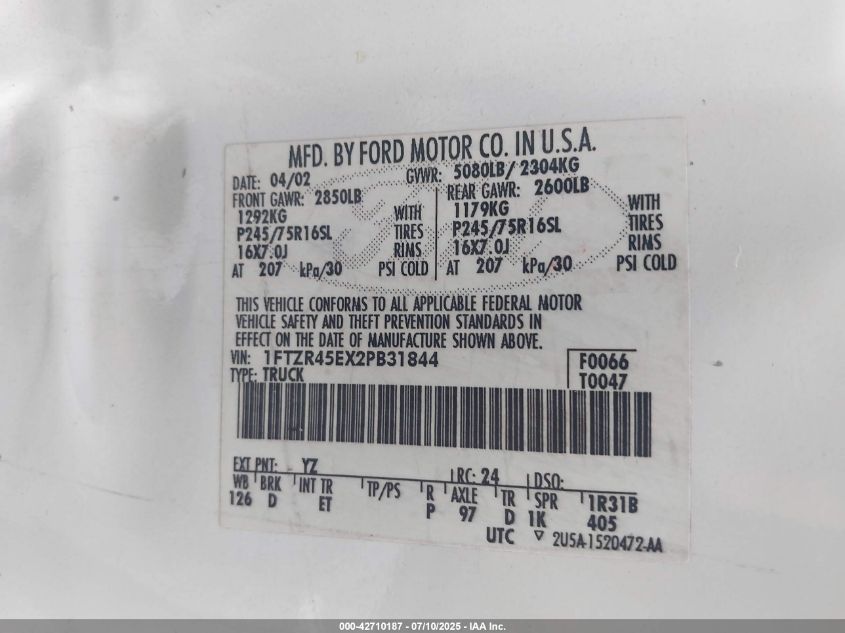 MFD. BY FORD MOTOR CO. IN U.S.A.
DATE: 04/02 GVWR: 5080LB/ 2304KG
FRONT GAWR: 2850LB REAR GAWR: 2600LB
1292KG WITH 1179KG WITH
P245/75R16SL TIRES P245/75R16SL TIRES
16X7.0J RIMS 16X7.0J RIMS
AT 207 kPa/30 PSI COLD AT 207 kPa/30 PSI COLD
THIS VEHICLE CONFORMS TO ALL APPLICABLE FEDERAL MOTOR
VEHICLE SAFETY AND THEFT PREVENTION STANDARDS IN
EFFECT ON THE DATE OF MANUFACTURE SHOWN ABOVE.
VIN: 1FTZR45EX2PB31844 F0066
TYPE: TRUCK T0047
EXT PNT: YZ RC: 24 DSO:
WB BRK INT TR TP/PS R AXLE TR SPR 1R31B
126 D ET P 97 D 1K 405
UTC ▽ 2U5A-1520472-AA
000-42710187 - 07/10/2025 - IAA Inc.